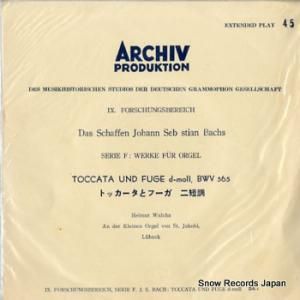 EXTENDED PLAY 45
ARCHIV
PRODUKTION
DES MUSIKHISTORISCHEN STUDIOS DER DEUTSCHEN GRAMMOPHON GESELLSCHAFT
IX. FORSCHUNGSBEREICH
Das Schaffen Johann Seb stian Bachs
SERIE F: WERKE FÜR ORGEL
TOCCATA UND FUGE d-moll, BWV 565
トッカータとフーガ 二短調
Helmut Walcha
An der Kleinen Orgel von St. Jakobi,
Lübeck
IX. FORSCHUNGSBEREICH, SERIE F, J. S. BACH: TOCCATA UND FUGE d-moll
Snow Records Japan
www.snowrecords.jp